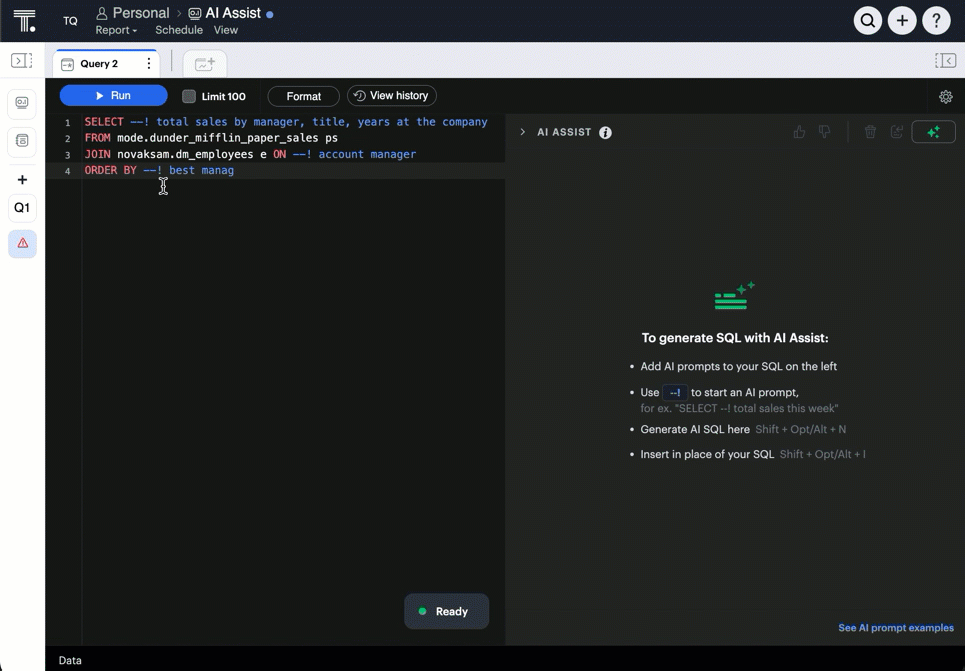 TQ
Personal › AI Assist
Report Schedule View
Query 2
Run
Limit 100
Format
View history
Q1
1 SELECT --! total sales by manager, title, years at the company
2 FROM mode.dunder_mifflin_paper_sales ps
3 JOIN novaksam.dm_employees e ON --! account manager
4 ORDER BY --! best manag
Ready
> AI ASSIST i
To generate SQL with AI Assist:
• Add AI prompts to your SQL on the left
• Use --! to start an AI prompt,
for ex. "SELECT --! total sales this week"
• Generate AI SQL here Shift + Opt/Alt + N
• Insert in place of your SQL Shift + Opt/Alt + I
See AI prompt examples
Data